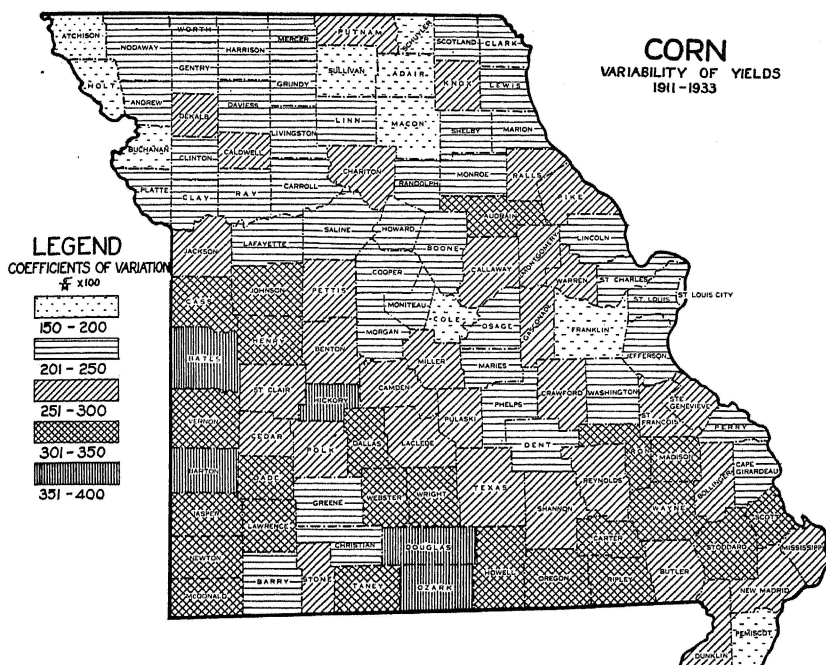 CORN
VARIABILITY OF YIELDS
1911-1933
LEGEND
COEFFICIENTS OF VARIATION
x100
150 - 200
201 - 250
251 - 300
301 - 350
351 - 400
ATCHISON
NODAWAY
WORTH
HARRISON
MERCER
PUTNAM
SCHUYLER
SCOTLAND
CLARK
GENTRY
HOLT
ANDREW
DEKALB
DAVIESS
GRUNDY
SULLIVAN
ADAIR
KNOX
LEWIS
BUCHANAN
CLINTON
CALDWELL
LIVINGSTON
LINN
MACON
SHELBY
MARION
PLATTE
CLAY
RAY
CARROLL
CHARITON
RANDOLPH
MONROE
RALLS
PIKE
JACKSON
LAFAYETTE
SALINE
HOWARD
BOONE
AUDRAIN
CALLAWAY
MONTGOMERY
LINCOLN
WARREN
ST CHARLES
ST. LOUIS
ST LOUIS CITY
CASS
JOHNSON
PETTIS
COOPER
MONITEAU
COLE
OSAGE
GASCONADE
FRANKLIN
JEFFERSON
BATES
HENRY
BENTON
MORGAN
MILLER
MARIES
ST CLAIR
HICKORY
CAMDEN
PULASKI
PHELPS
CRAWFORD
WASHINGTON
ST FRANCOIS
STE GENEVIEVE
PERRY
VERNON
CEDAR
POLK
DALLAS
LACLEDE
DENT
IRON
MADISON
CAPE GIRARDEAU
BOLLINGER
BARTON
DADE
GREENE
WEBSTER
WRIGHT
TEXAS
SHANNON
REYNOLDS
WAYNE
SCOTT
JASPER
LAWRENCE
CHRISTIAN
DOUGLAS
CARTER
STODDARD
MISSISSIPPI
NEWTON
BARRY
STONE
TANEY
OZARK
HOWELL
OREGON
RIPLEY
BUTLER
NEW MADRID
MCDONALD
DUNKLIN
PEMISCOT